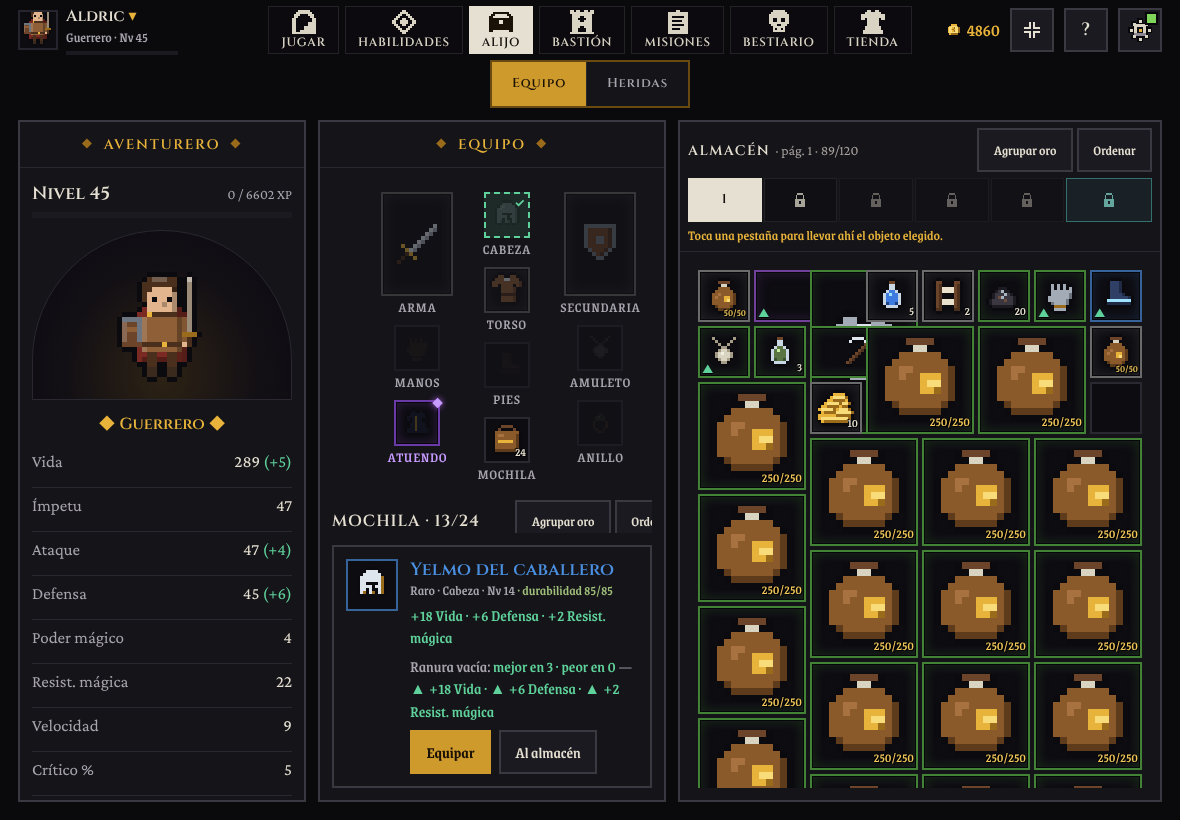 ALDRIC ▼
Guerrero · Nv 45
JUGAR
HABILIDADES
ALIJO
BASTIÓN
MISIONES
BESTIARIO
TIENDA
4860
?
EQUIPO
HERIDAS
AVENTURERO
NIVEL 45
0 / 6602 XP
GUERRERO
Vida 289 (+5)
Ímpetu 47
Ataque 47 (+4)
Defensa 45 (+6)
Poder mágico 4
Resist. mágica 22
Velocidad 9
Crítico % 5
EQUIPO
CABEZA
ARMA
TORSO
SECUNDARIA
MANOS
PIES
AMULETO
24
ATUENDO
MOCHILA
ANILLO
MOCHILA · 13/24
Agrupar oro
Orde
YELMO DEL CABALLERO
Raro · Cabeza · Nv 14 · durabilidad 85/85
+18 Vida · +6 Defensa · +2 Resist.
mágica
Ranura vacía: mejor en 3 · peor en 0 —
▲ +18 Vida · ▲ +6 Defensa · ▲ +2
Resist. mágica
Equipar
Al almacén
ALMACÉN · pág. 1 · 89/120
Agrupar oro
Ordenar
I
Toca una pestaña para llevar ahí el objeto elegido.
50/50
5
2
20
3
50/50
250/250
250/250
10
250/250
250/250
250/250
250/250
250/250
250/250
250/250
250/250
250/250
250/250
250/250
250/250